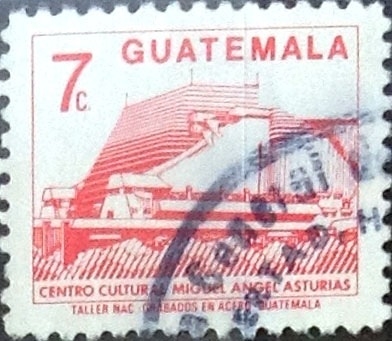 GUATEMALA
7c.
CENTRO CULTURAL MIGUEL ANGEL ASTURIAS
TALLER NAC. GRABADOS EN ACERO GUATEMALA